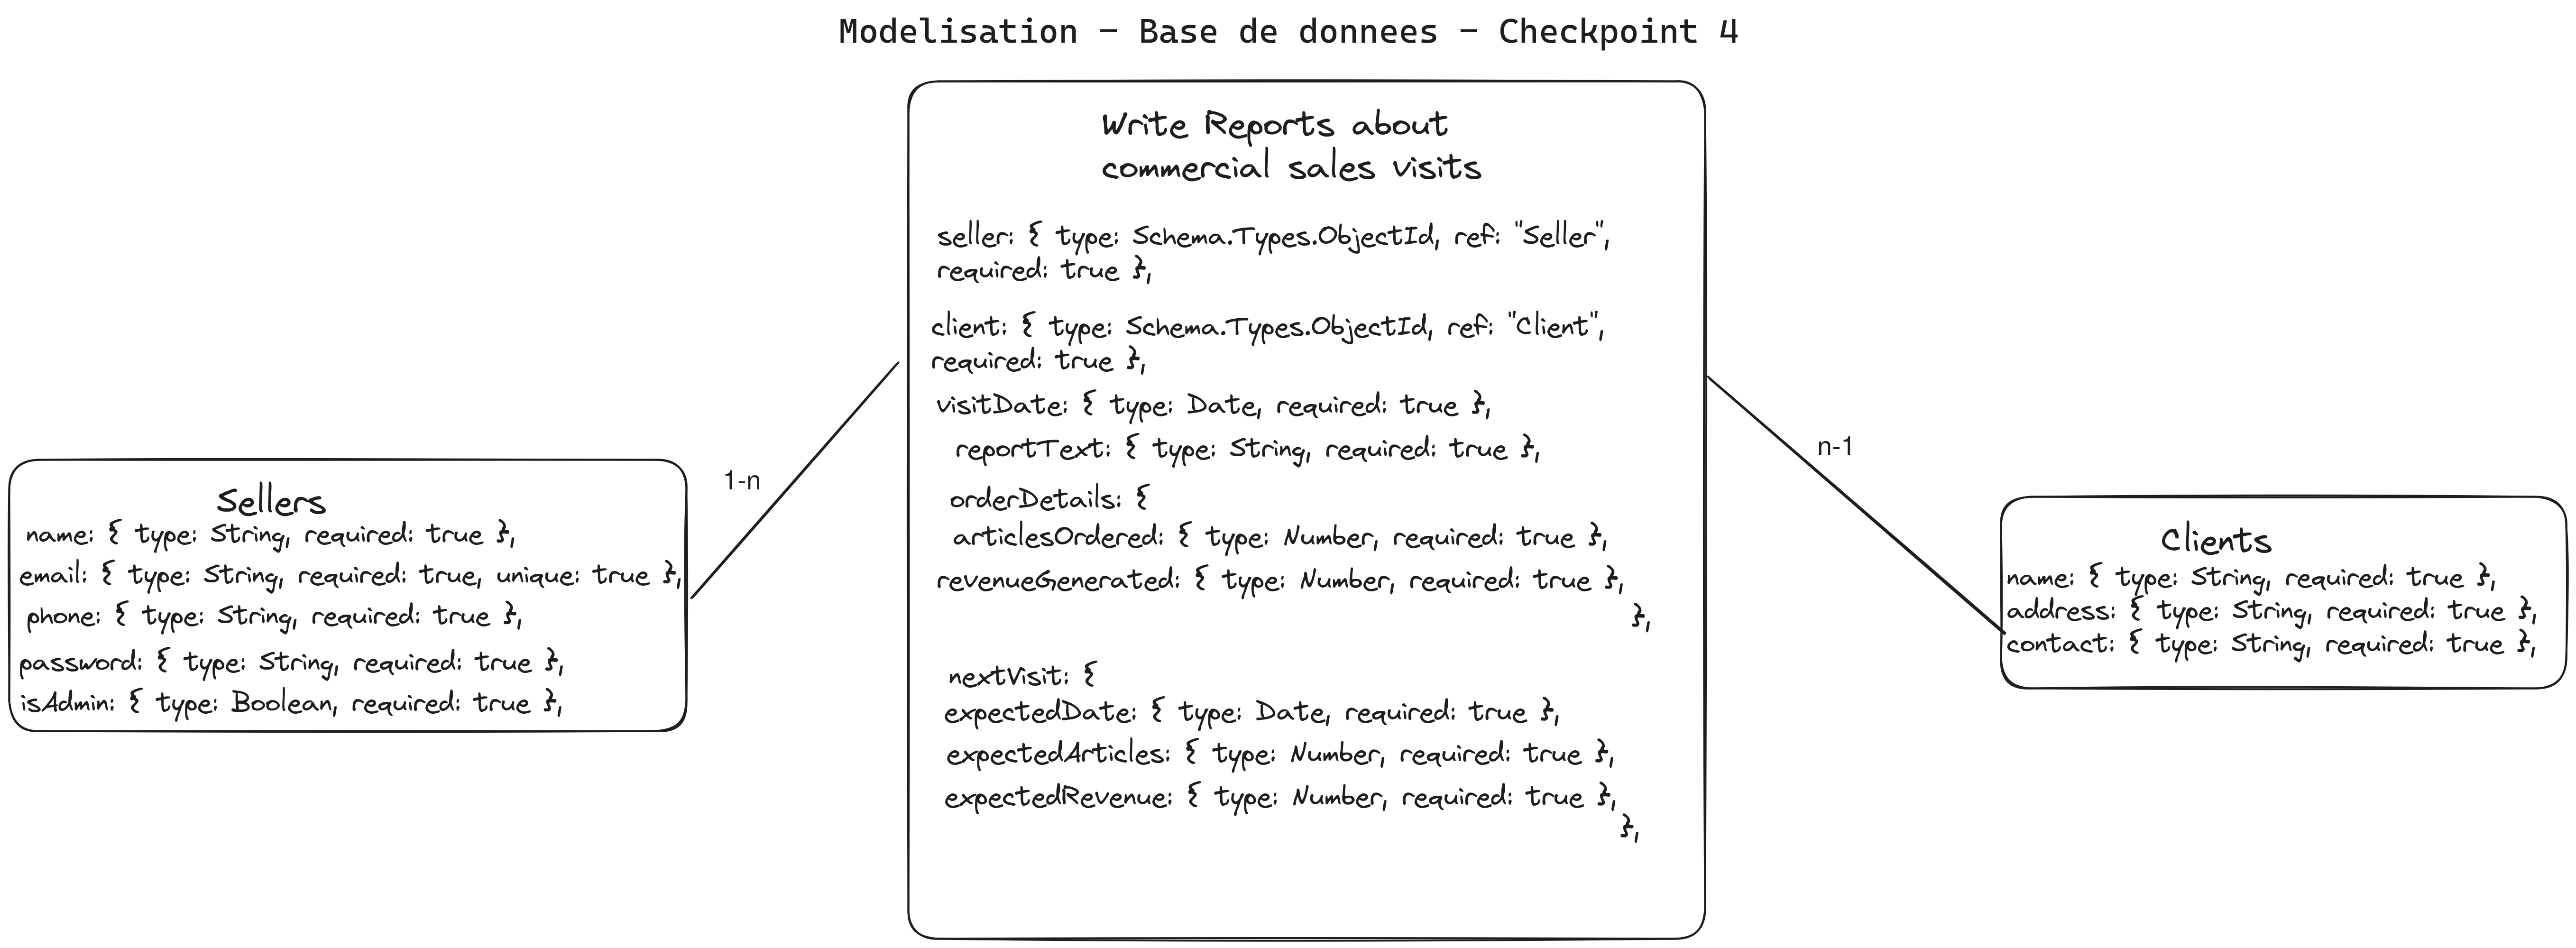 Modelisation - Base de donnees - Checkpoint 4
Write Reports about
commercial sales visits
seller: { type: Schema.Types.ObjectId, ref: "Seller",
required: true },
client: { type: Schema.Types.ObjectId, ref: "Client",
required: true },
visitDate: { type: Date, required: true },
reportText: { type: String, required: true },
orderDetails: {
articlesOrdered: { type: Number, required: true },
revenueGenerated: { type: Number, required: true },
},
nextVisit: {
expectedDate: { type: Date, required: true },
expectedArticles: { type: Number, required: true },
expectedRevenue: { type: Number, required: true },
},
1-n
n-1
Sellers
name: { type: String, required: true },
email: { type: String, required: true, unique: true },
phone: { type: String, required: true },
password: { type: String, required: true },
isAdmin: { type: Boolean, required: true },
Clients
name: { type: String, required: true },
address: { type: String, required: true },
contact: { type: String, required: true },